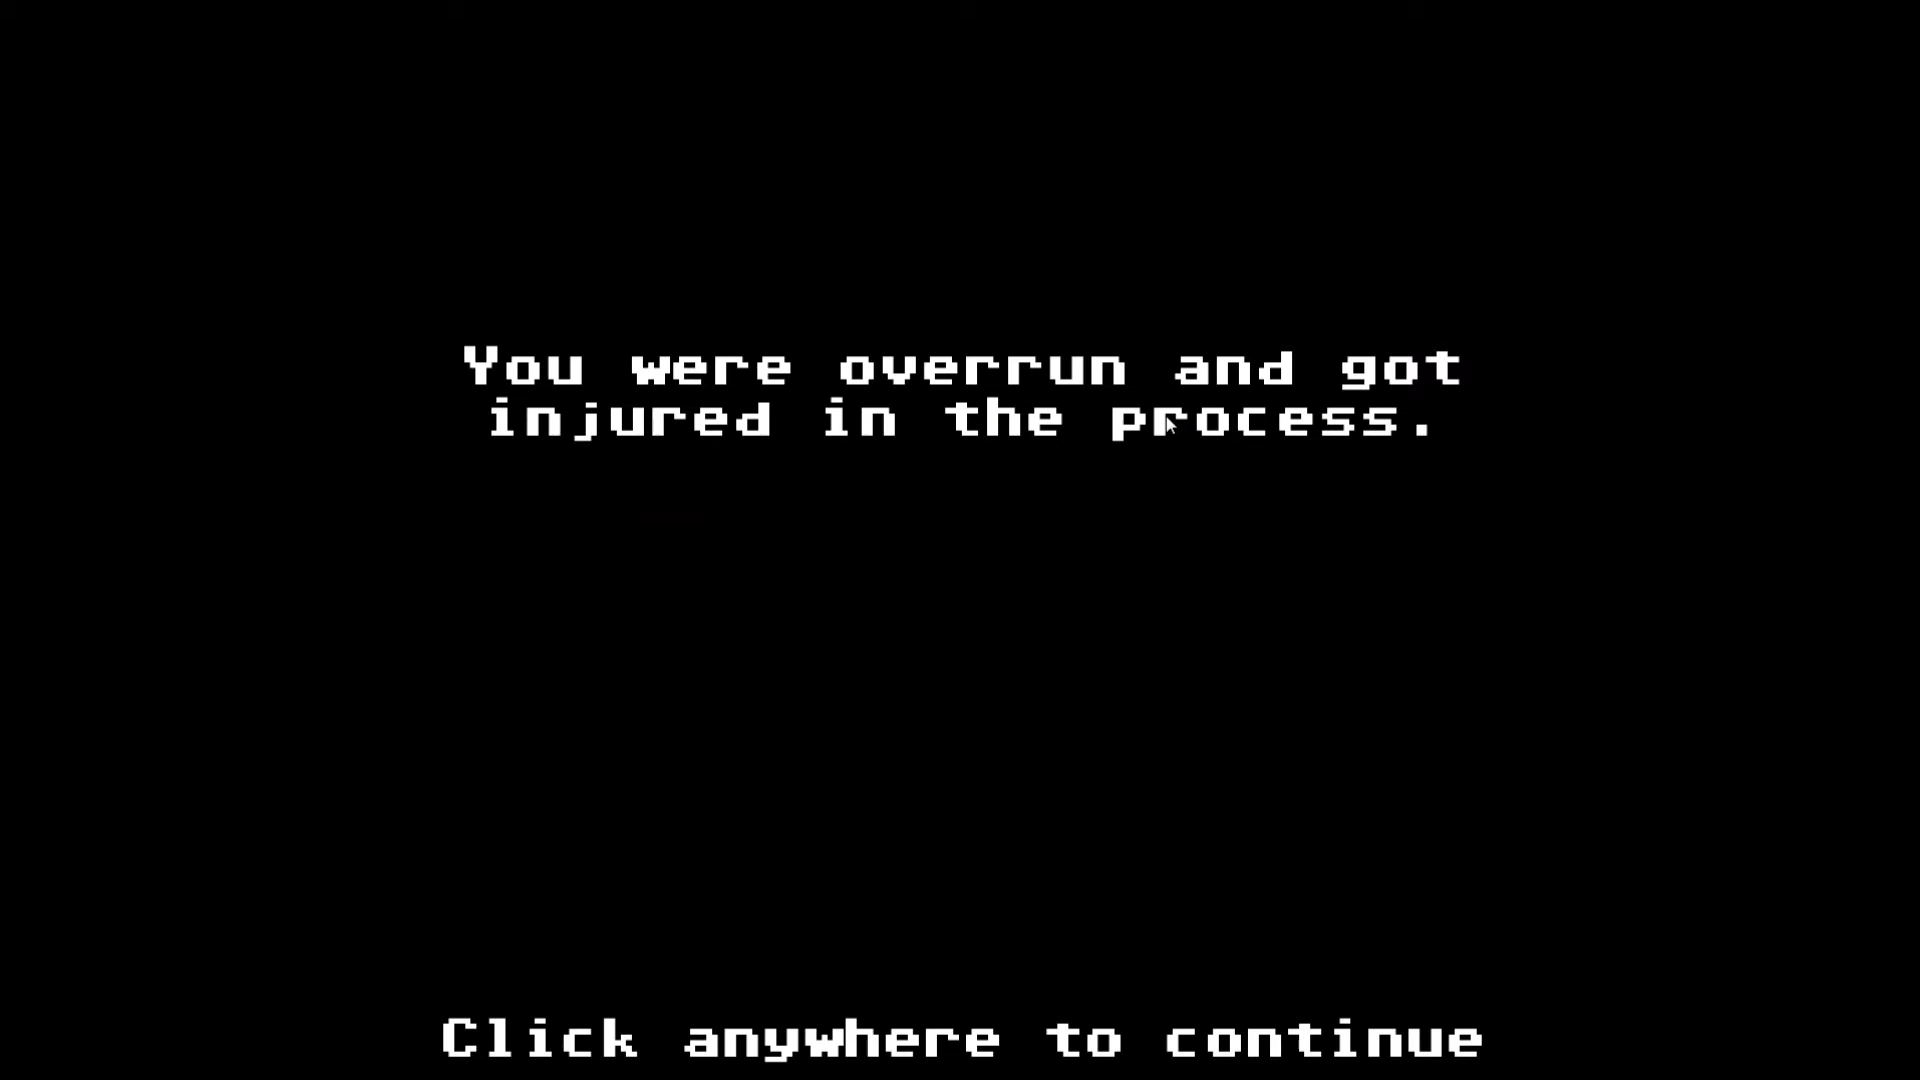 You were overrun and got
injured in the process.
Click anywhere to continue